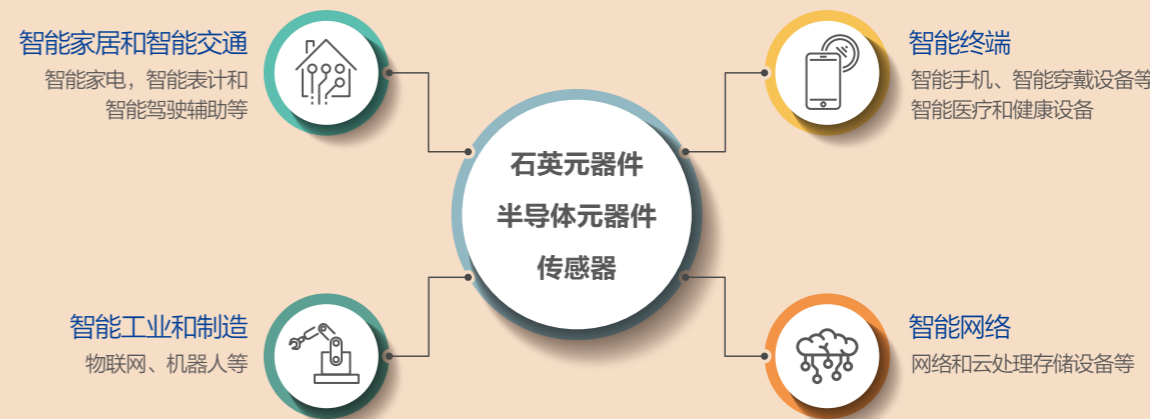 智能家居和智能交通
智能家电，智能表计和
智能驾驶辅助等
智能终端
智能手机、智能穿戴设备等
智能医疗和健康设备
石英元器件
半导体元器件
传感器
智能工业和制造
物联网、机器人等
智能网络
网络和云处理存储设备等